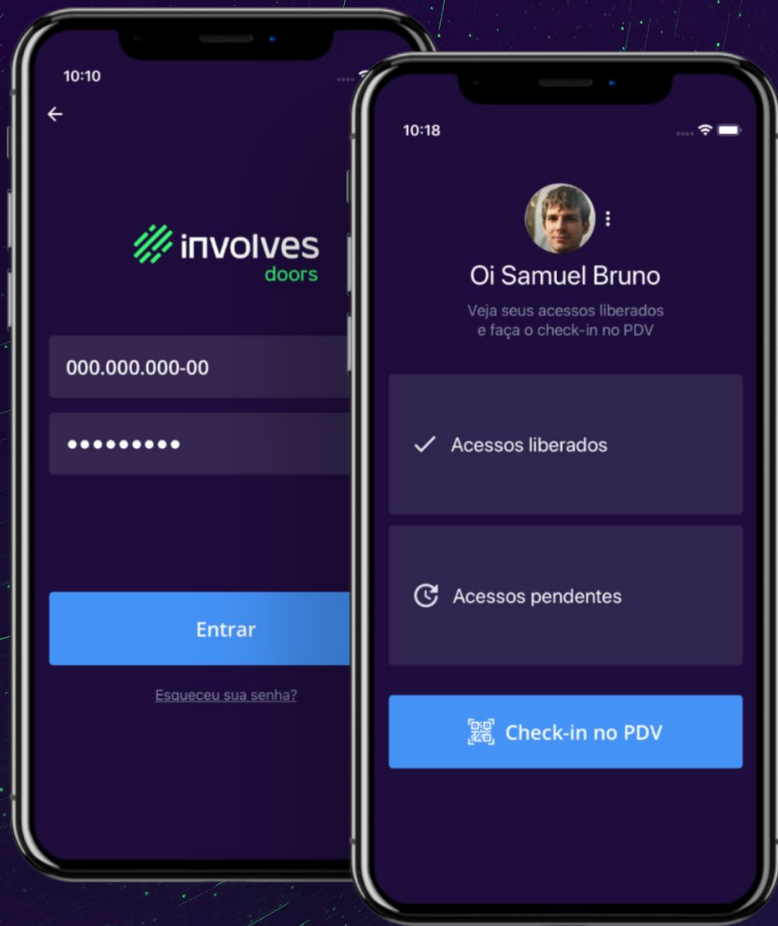 10:10
involves
doors
000.000.000-00
•••••••••
Entrar
Esqueceu sua senha?
10:18
Oi Samuel Bruno
Veja seus acessos liberados
e faça o check-in no PDV
Acessos liberados
Acessos pendentes
Check-in no PDV